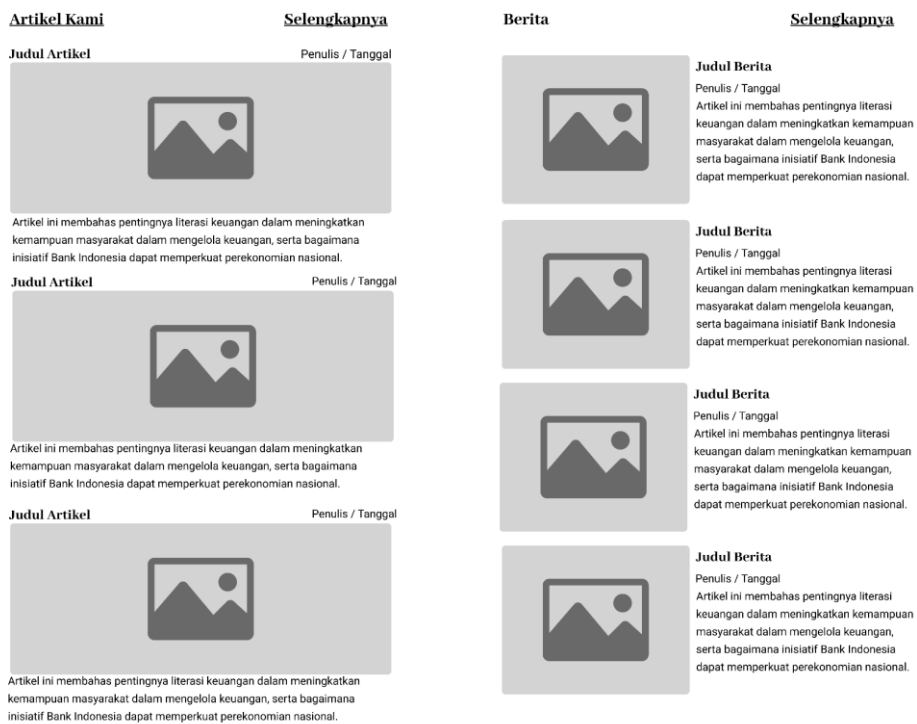 Artikel Kami
Selengkapnya
Judul Artikel
Penulis / Tanggal
Artikel ini membahas pentingnya literasi keuangan dalam meningkatkan
kemampuan masyarakat dalam mengelola keuangan, serta bagaimana
inisiatif Bank Indonesia dapat memperkuat perekonomian nasional.
Judul Artikel
Penulis / Tanggal
Artikel ini membahas pentingnya literasi keuangan dalam meningkatkan
kemampuan masyarakat dalam mengelola keuangan, serta bagaimana
inisiatif Bank Indonesia dapat memperkuat perekonomian nasional.
Judul Artikel
Penulis / Tanggal
Artikel ini membahas pentingnya literasi keuangan dalam meningkatkan
kemampuan masyarakat dalam mengelola keuangan, serta bagaimana
inisiatif Bank Indonesia dapat memperkuat perekonomian nasional.
Berita
Selengkapnya
Judul Berita
Penulis / Tanggal
Artikel ini membahas pentingnya literasi
keuangan dalam meningkatkan kemampuan
masyarakat dalam mengelola keuangan,
serta bagaimana inisiatif Bank Indonesia
dapat memperkuat perekonomian nasional.
Judul Berita
Penulis / Tanggal
Artikel ini membahas pentingnya literasi
keuangan dalam meningkatkan kemampuan
masyarakat dalam mengelola keuangan,
serta bagaimana inisiatif Bank Indonesia
dapat memperkuat perekonomian nasional.
Judul Berita
Penulis / Tanggal
Artikel ini membahas pentingnya literasi
keuangan dalam meningkatkan kemampuan
masyarakat dalam mengelola keuangan,
serta bagaimana inisiatif Bank Indonesia
dapat memperkuat perekonomian nasional.
Judul Berita
Penulis / Tanggal
Artikel ini membahas pentingnya literasi
keuangan dalam meningkatkan kemampuan
masyarakat dalam mengelola keuangan,
serta bagaimana inisiatif Bank Indonesia
dapat memperkuat perekonomian nasional.